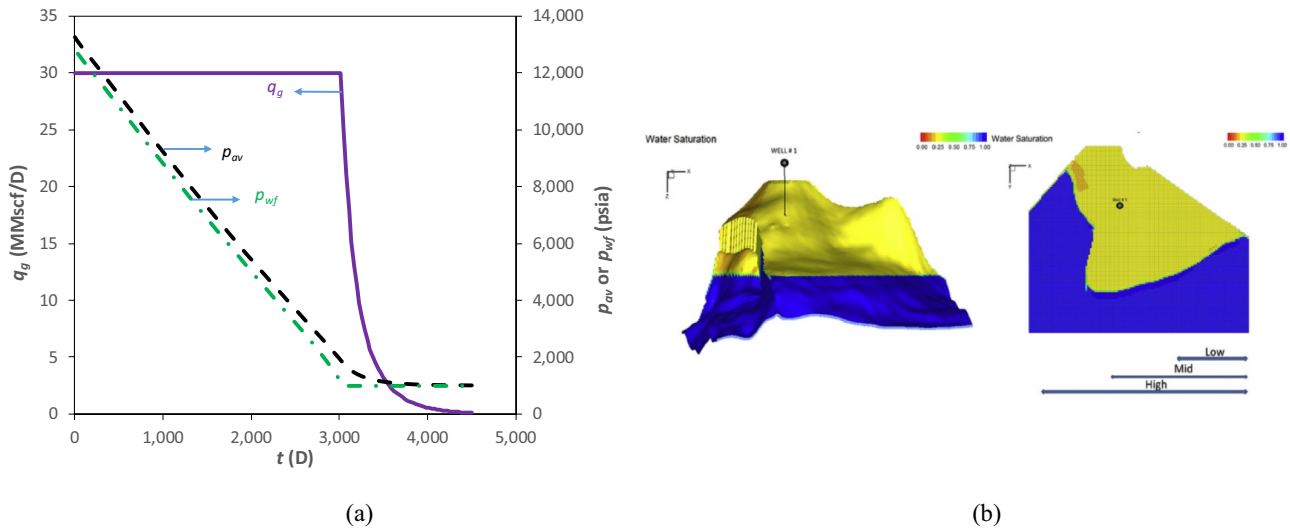 35
30
25
20
15
10
5
0
q_g (MMscf/D)
14,000
12,000
10,000
8,000
6,000
4,000
2,000
0
p_av or p_wf (psia)
0 1,000 2,000 3,000 4,000 5,000
t (D)
q_g
p_av
p_wf
(a)
Water Saturation
0.00 0.25 0.50 0.75 1.00
WELL # 1
X
Z
Water Saturation
0.00 0.25 0.50 0.75 1.00
X
Y
Well # 1
Low
Mid
High
(b)